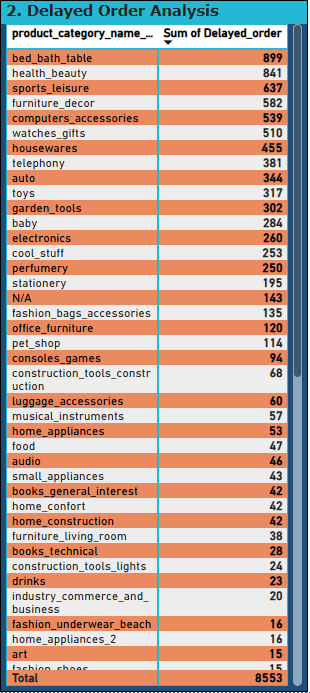 2. Delayed Order Analysis
product_category_name_... Sum of Delayed_order
bed_bath_table 899
health_beauty 841
sports_leisure 637
furniture_decor 582
computers_accessories 539
watches_gifts 510
housewares 455
telephony 381
auto 344
toys 317
garden_tools 302
baby 284
electronics 260
cool_stuff 253
perfumery 250
stationery 195
N/A 143
fashion_bags_accessories 135
office_furniture 120
pet_shop 114
consoles_games 94
construction_tools_constr 68
uction
luggage_accessories 60
musical_instruments 57
home_appliances 53
food 47
audio 46
small_appliances 43
books_general_interest 42
home_confort 42
home_construction 42
furniture_living_room 38
books_technical 28
construction_tools_lights 24
drinks 23
industry_commerce_and_ 20
business
fashion_underwear_beach 16
home_appliances_2 16
art 15
fashion_shoes 15
Total 8553